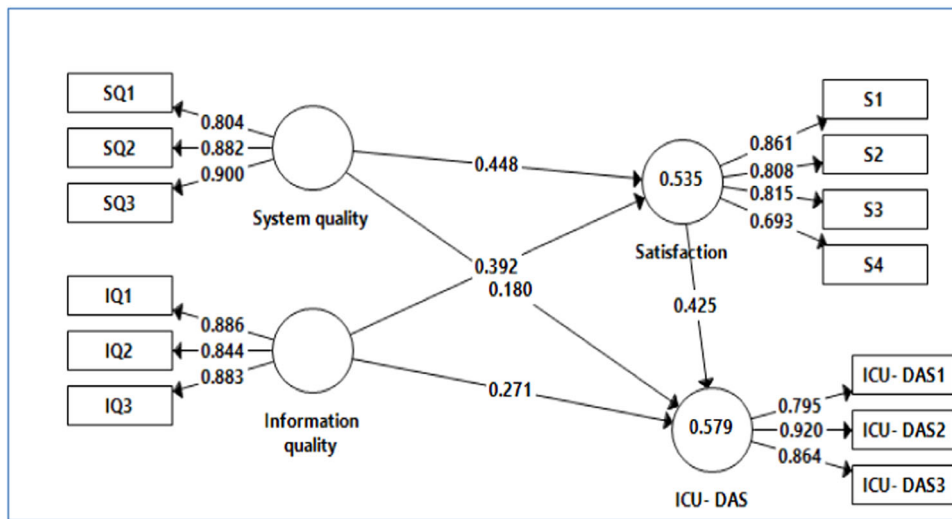 SQ1
0.804
SQ2
0.882
SQ3
0.900
System quality
IQ1
0.886
IQ2
0.844
IQ3
0.883
Information
quality
0.448
0.392
0.180
0.271
0.535
Satisfaction
0.425
S1
0.861
S2
0.808
S3
0.815
S4
0.693
0.579
ICU- DAS
ICU- DAS1
0.795
ICU- DAS2
0.920
ICU- DAS3
0.864